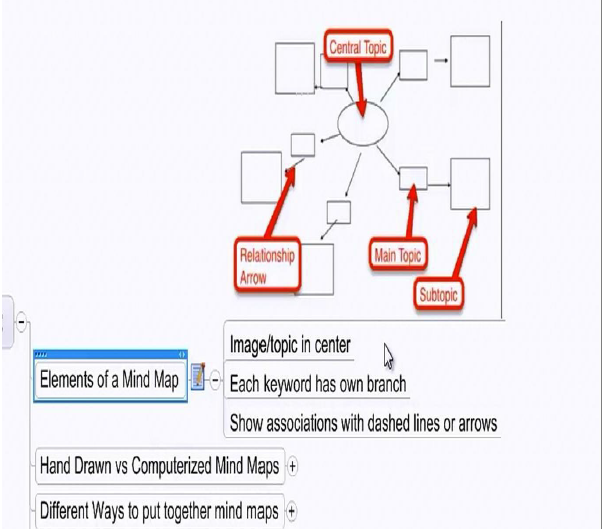 Central Topic
Relationship
Arrow
Main Topic
Subtopic
Image/topic in center
Elements of a Mind Map
Each keyword has own branch
Show associations with dashed lines or arrows
Hand Drawn vs Computerized Mind Maps
Different Ways to put together mind maps